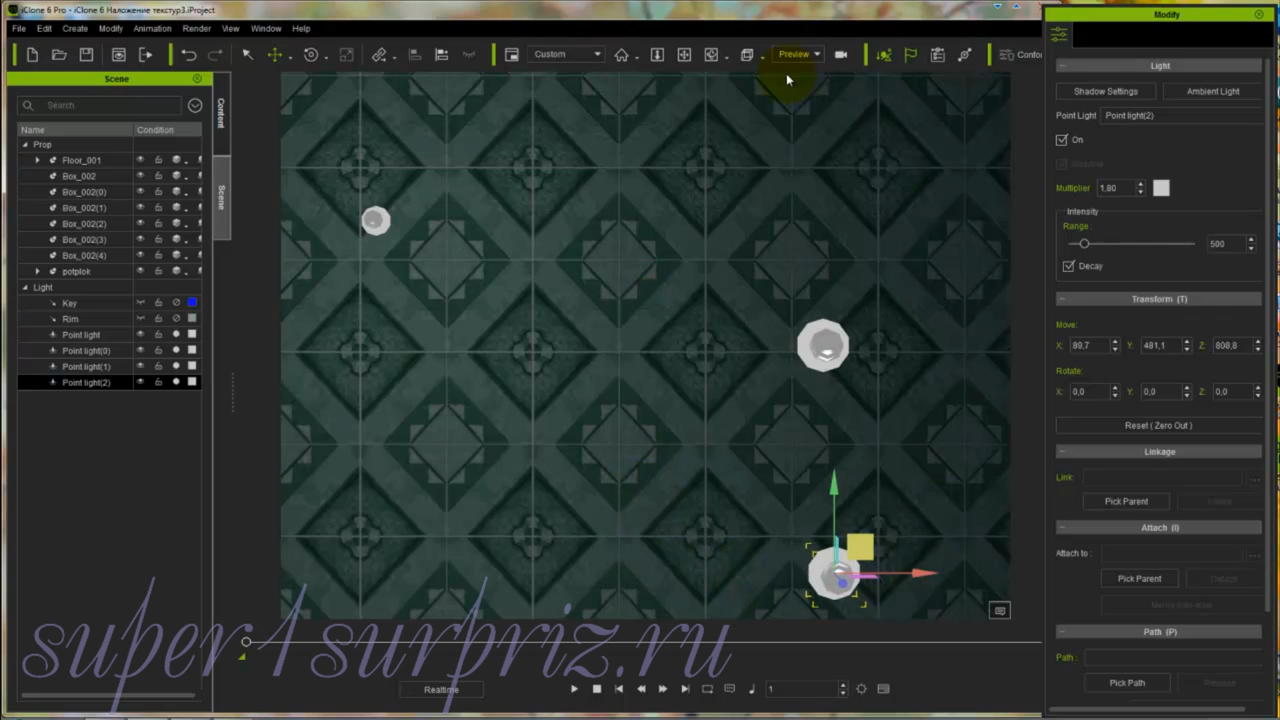 iClone 6 Pro - iClone 6 Наложение текстур3.iProject
File Edit Create Modify Animation Render View Window Help
Custom
Preview
Scene
Search
Name Condition
Prop
Floor_001
Box_002
Box_002(0)
Box_002(1)
Box_002(2)
Box_002(3)
Box_002(4)
potplok
Light
Key
Rim
Point light
Point light(0)
Point light(1)
Point light(2)
Content
Scene
super1surpriz.ru
Realtime
1
Modify
Light
Shadow Settings Ambient Light
Point Light Point light(2)
On
Multiplier 1,80
Intensity
Range:
500
Decay
Transform (T)
Move:
X: 89,7 Y: 481,1 Z: 808,8
Rotate:
X: 0,0 Y: 0,0 Z: 0,0
Reset ( Zero Out )
Linkage
Link:
Pick Parent
Attach (I)
Attach to :
Pick Parent
Path (P)
Path :
Pick Path